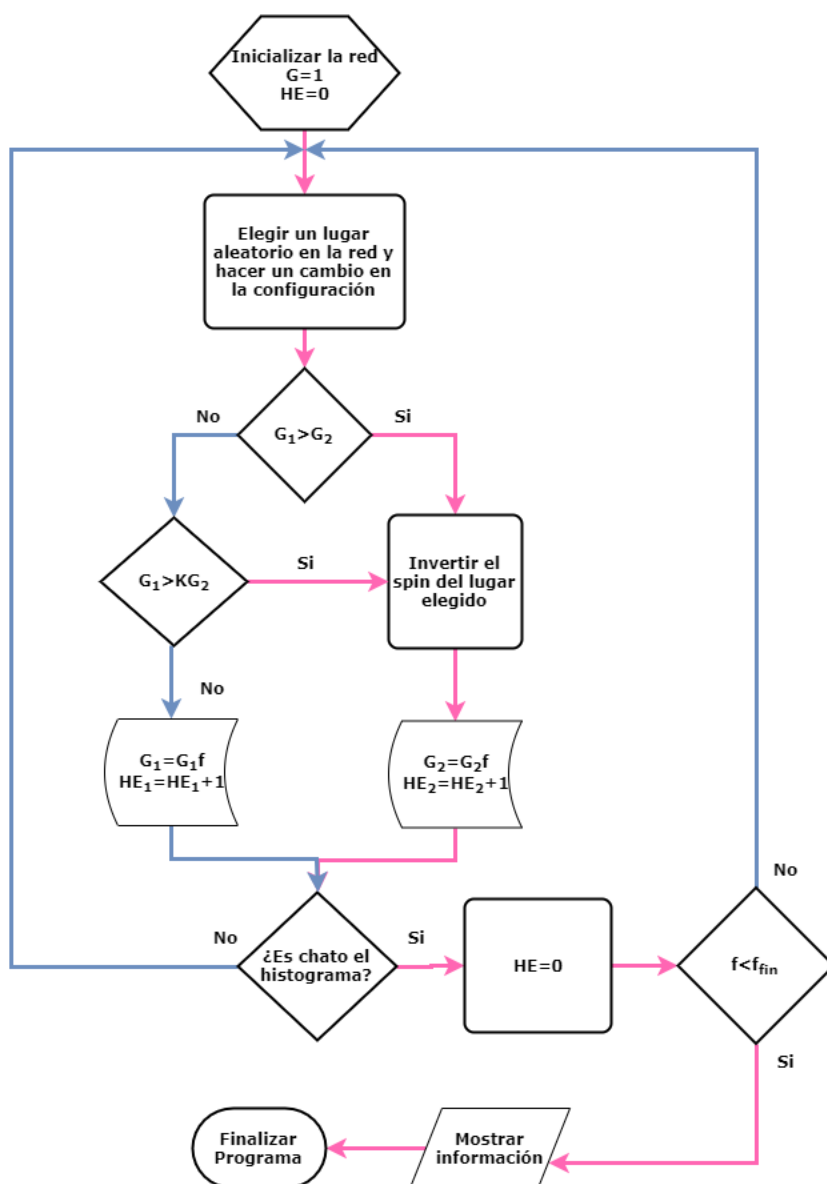 Inicializar la red
G=1
HE=0
Elegir un lugar
aleatorio en la red y
hacer un cambio en
la configuración
No
Si
G₁>G₂
G₁>KG₂
Si
Invertir el
spin del lugar
elegido
No
G₁=G₁f
HE₁=HE₁+1
G₂=G₂f
HE₂=HE₂+1
No
¿Es chato el
histograma?
Si
HE=0
No
f<f_fin
Si
Mostrar
información
Finalizar
Programa